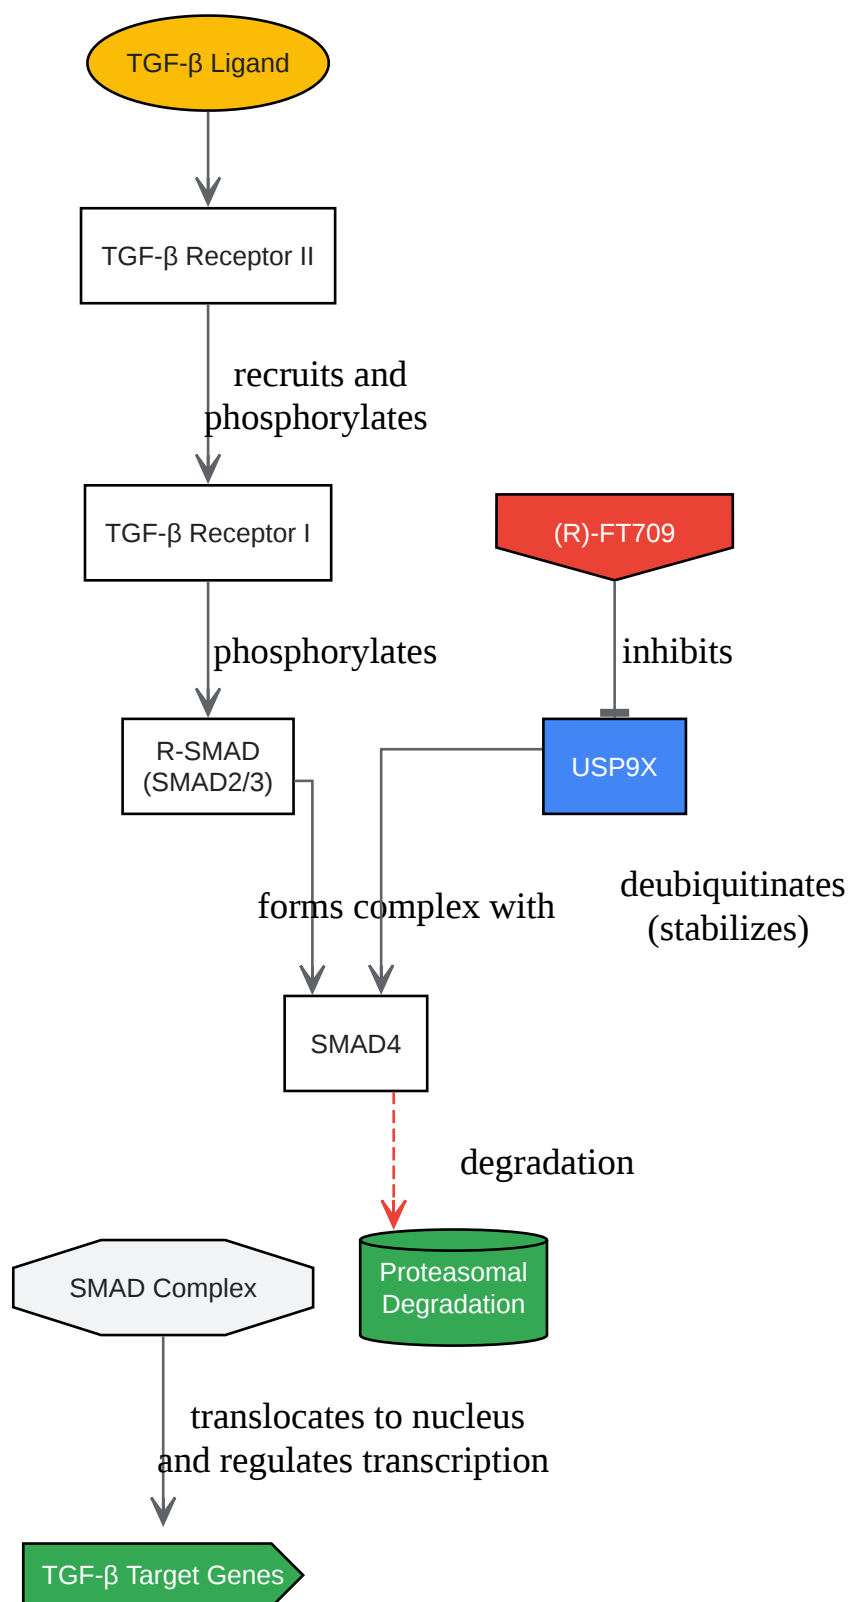 TGF-β Ligand
TGF-β Receptor II
recruits and
phosphorylates
TGF-β Receptor I
(R)-FT709
phosphorylates
inhibits
R-SMAD
(SMAD2/3)
USP9X
forms complex with
deubiquitinates
(stabilizes)
SMAD4
degradation
SMAD Complex
Proteasomal
Degradation
translocates to nucleus
and regulates transcription
TGF-β Target Genes